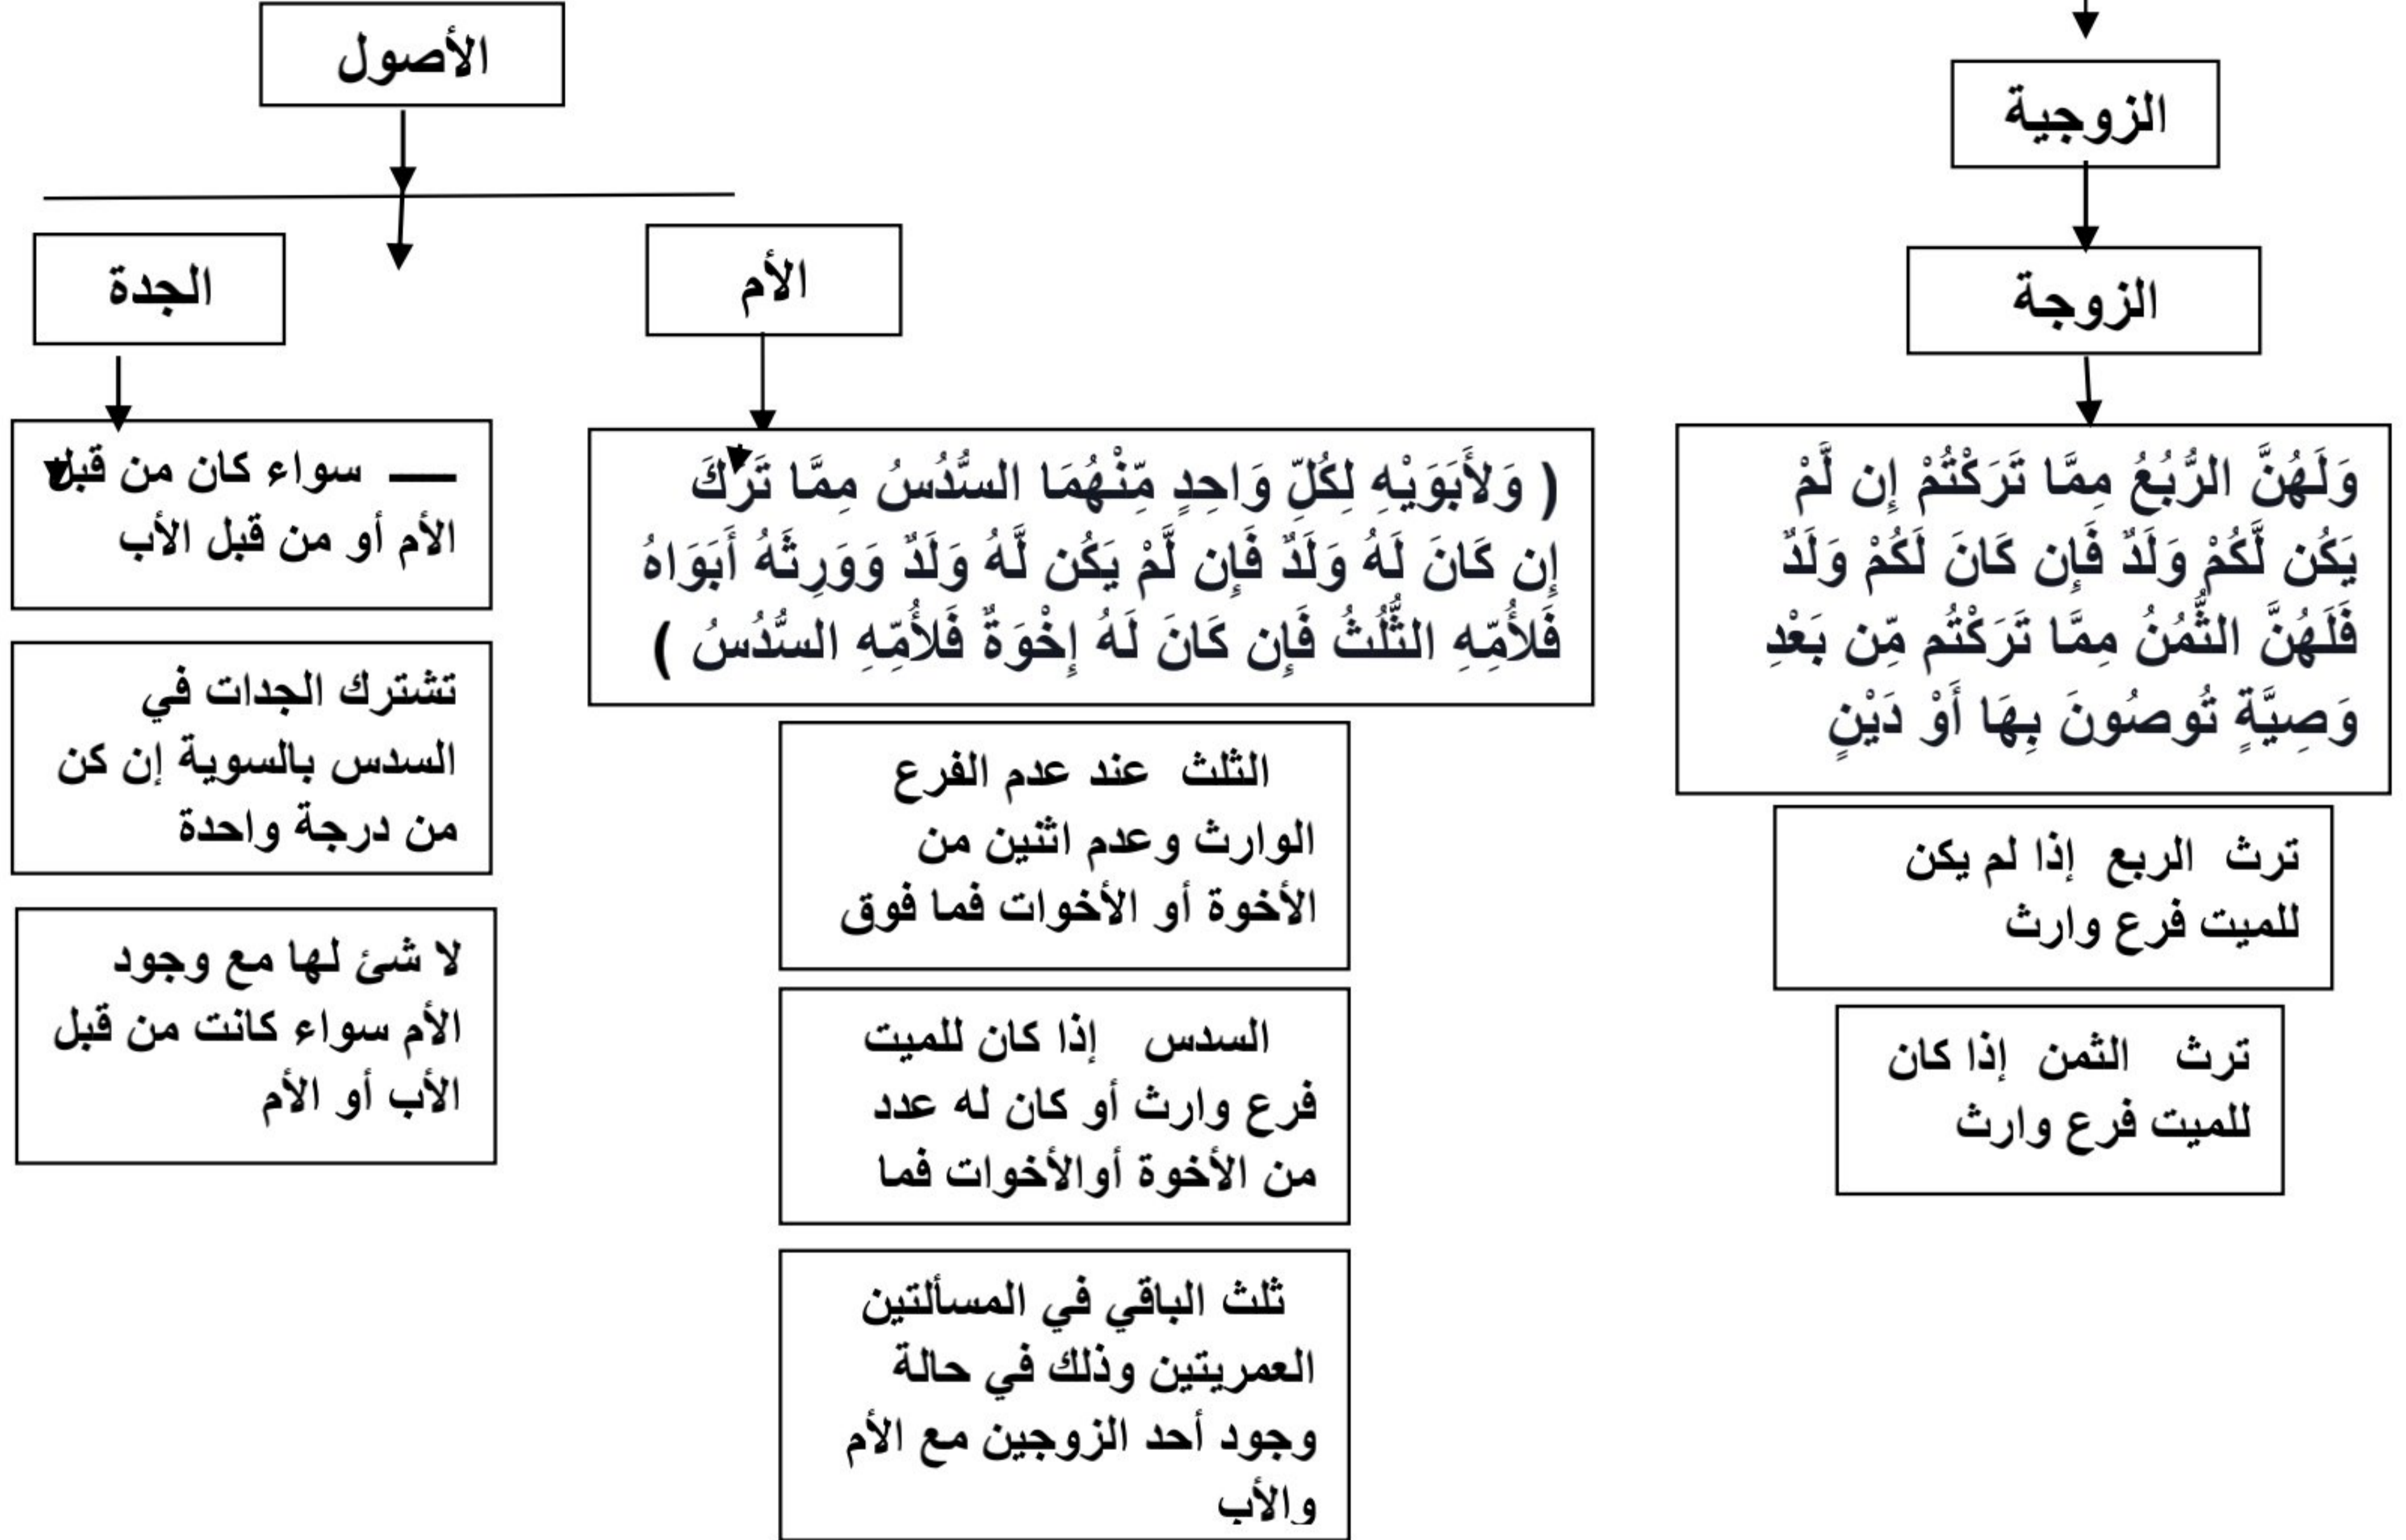 الزوجية
الزوجة
وَلَهُنَّ الرُّبُعُ مِمَّا تَرَكْتُمْ إِن لَّمْ
يَكُن لَّكُمْ وَلَدٌ فَإِن كَانَ لَكُمْ وَلَدٌ
فَلَهُنَّ الثُّمُنُ مِمَّا تَرَكْتُم مِّن بَعْدِ
وَصِيَّةٍ تُوصُونَ بِهَا أَوْ دَيْنٍ
ترث الربع إذا لم يكن
للميت فرع وارث
ترث الثمن إذا كان
للميت فرع وارث
الأصول
الأم
( وَلأَبَوَيْهِ لِكُلِّ وَاحِدٍ مِّنْهُمَا السُّدُسُ مِمَّا تَرَكَ
إِن كَانَ لَهُ وَلَدٌ فَإِن لَّمْ يَكُن لَّهُ وَلَدٌ وَوَرِثَهُ أَبَوَاهُ
فَلأُمِّهِ الثُّلُثُ فَإِن كَانَ لَهُ إِخْوَةٌ فَلأُمِّهِ السُّدُسُ )
الثلث عند عدم الفرع
الوارث وعدم اثنين من
الأخوة أو الأخوات فما فوق
السدس إذا كان للميت
فرع وارث أو كان له عدد
من الأخوة أوالأخوات فما
ثلث الباقي في المسألتين
العمريتين وذلك في حالة
وجود أحد الزوجين مع الأم
والأب
الجدة
سواء كان من قبل
الأم أو من قبل الأب
تشترك الجدات في
السدس بالسوية إن كن
من درجة واحدة
لا شئ لها مع وجود
الأم سواء كانت من قبل
الأب أو الأم